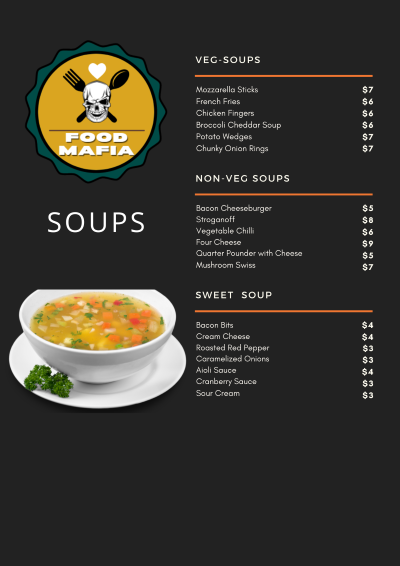 FOOD
MAFIA
SOUPS
VEG-SOUPS
Mozzarella Sticks $7
French Fries $6
Chicken Fingers $6
Broccoli Cheddar Soup $6
Potato Wedges $7
Chunky Onion Rings $7
NON-VEG SOUPS
Bacon Cheeseburger $5
Stroganoff $8
Vegetable Chilli $6
Four Cheese $9
Quarter Pounder with Cheese $5
Mushroom Swiss $7
SWEET SOUP
Bacon Bits $4
Cream Cheese $4
Roasted Red Pepper $3
Caramelized Onions $3
Aioli Sauce $4
Cranberry Sauce $3
Sour Cream $3